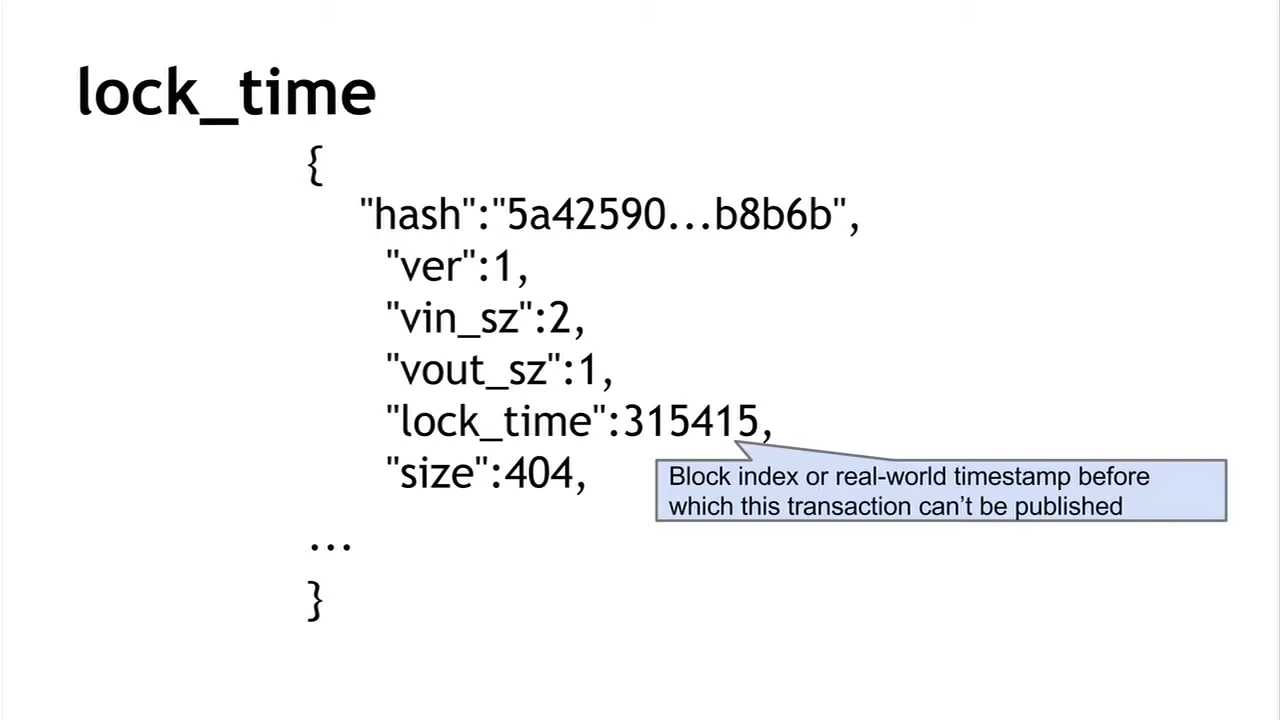 lock_time
{
"hash":"5a42590...b8b6b",
"ver":1,
"vin_sz":2,
"vout_sz":1,
"lock_time":315415,
"size":404,
Block index or real-world timestamp before
which this transaction can’t be published
...
}